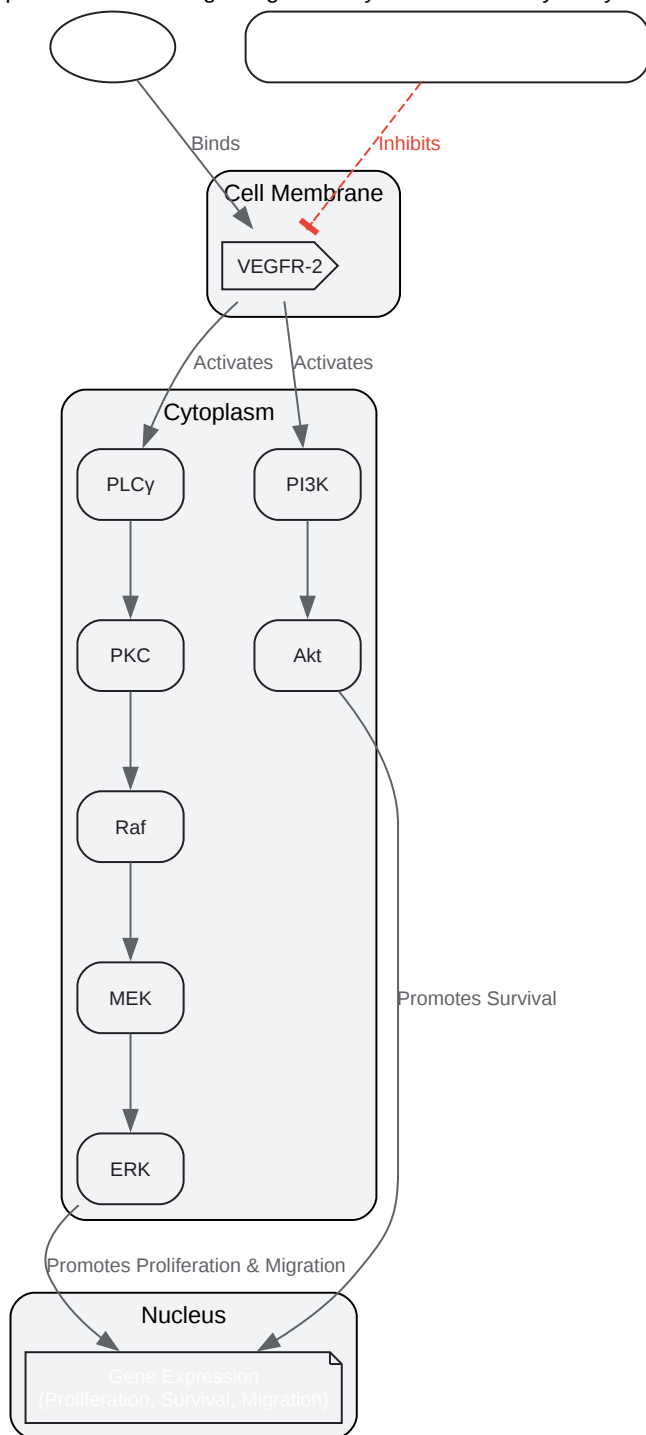 Binds
Inhibits
Cell Membrane
VEGFR-2
Activates
Activates
Cytoplasm
PLCγ
PI3K
PKC
Akt
Raf
MEK
Promotes Survival
ERK
Promotes Proliferation & Migration
Nucleus
Gene Expression
(Proliferation, Survival, Migration)